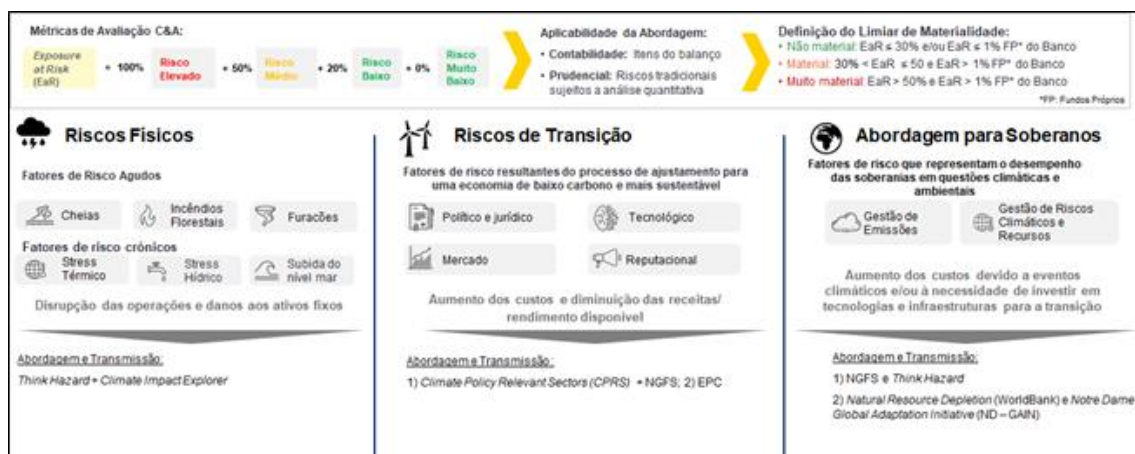 Métricas de Avaliação C&A:
Exposure at Risk (EaR)
= 100%
Risco Elevado
+ 50%
Risco Médio
+ 20%
Risco Baixo
+ 0%
Risco Muito Baixo
Aplicabilidade da Abordagem:
• Contabilidade: Itens do balanço
• Prudencial: Riscos tradicionais
sujeitos a análise quantitativa
Definição do Limiar de Materialidade:
• Não material: EaR ≤ 30% e/ou EaR ≤ 1% FP* do Banco
• Material: 30% < EaR ≤ 50 e EaR > 1% FP* do Banco
• Muito material: EaR > 50% e EaR > 1% FP* do Banco
*FP: Fundos Próprios
Riscos Físicos
Fatores de Risco Agudos
Cheias
Incêndios
Florestais
Furacões
Fatores de risco crónicos
Stress
Térmico
Stress
Hídrico
Subida do
nível mar
Disrupção das operações e danos aos ativos fixos
Abordagem e Transmissão:
Think Hazard + Climate Impact Explorer
Riscos de Transição
Fatores de risco resultantes do processo de ajustamento para
uma economia de baixo carbono e mais sustentável
Político e jurídico
Tecnológico
Mercado
Reputacional
Aumento dos custos e diminuição das receitas/
rendimento disponível
Abordagem e Transmissão:
1) Climate Policy Relevant Sectors (CPRS) + NGFS; 2) EPC
Abordagem para Soberanos
Fatores de risco que representam o desempenho
das soberanias em questões climáticas e
ambientais
Gestão de
Emissões
Gestão de Riscos
Climáticos e
Recursos
Aumento dos custos devido a eventos
climáticos e/ou à necessidade de investir em
tecnologias e infraestruturas para a transição
Abordagem e Transmissão:
1) NGFS e Think Hazard
2) Natural Resource Depletion (WorldBank) e Notre Dame
Global Adaptation Initiative (ND – GAIN)